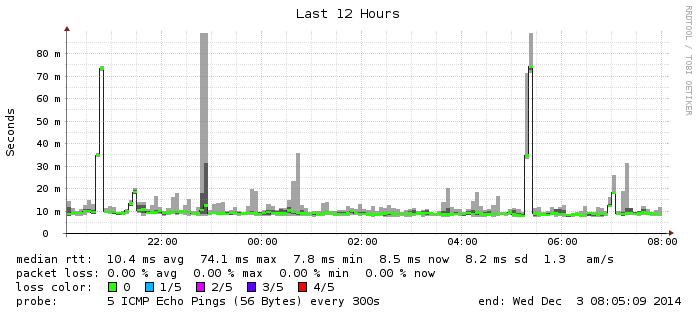 Last 12 Hours
RRDTOOL / TOBI OETIKER
Seconds
80 m
70 m
60 m
50 m
40 m
30 m
20 m
10 m
0
22:00 00:00 02:00 04:00 06:00 08:00
median rtt: 10.4 ms avg 74.1 ms max 7.8 ms min 8.5 ms now 8.2 ms sd 1.3 am/s
packet loss: 0.00 % avg 0.00 % max 0.00 % min 0.00 % now
loss color: 0 1/5 2/5 3/5 4/5
probe: 5 ICMP Echo Pings (56 Bytes) every 300s end: Wed Dec 3 08:05:09 2014